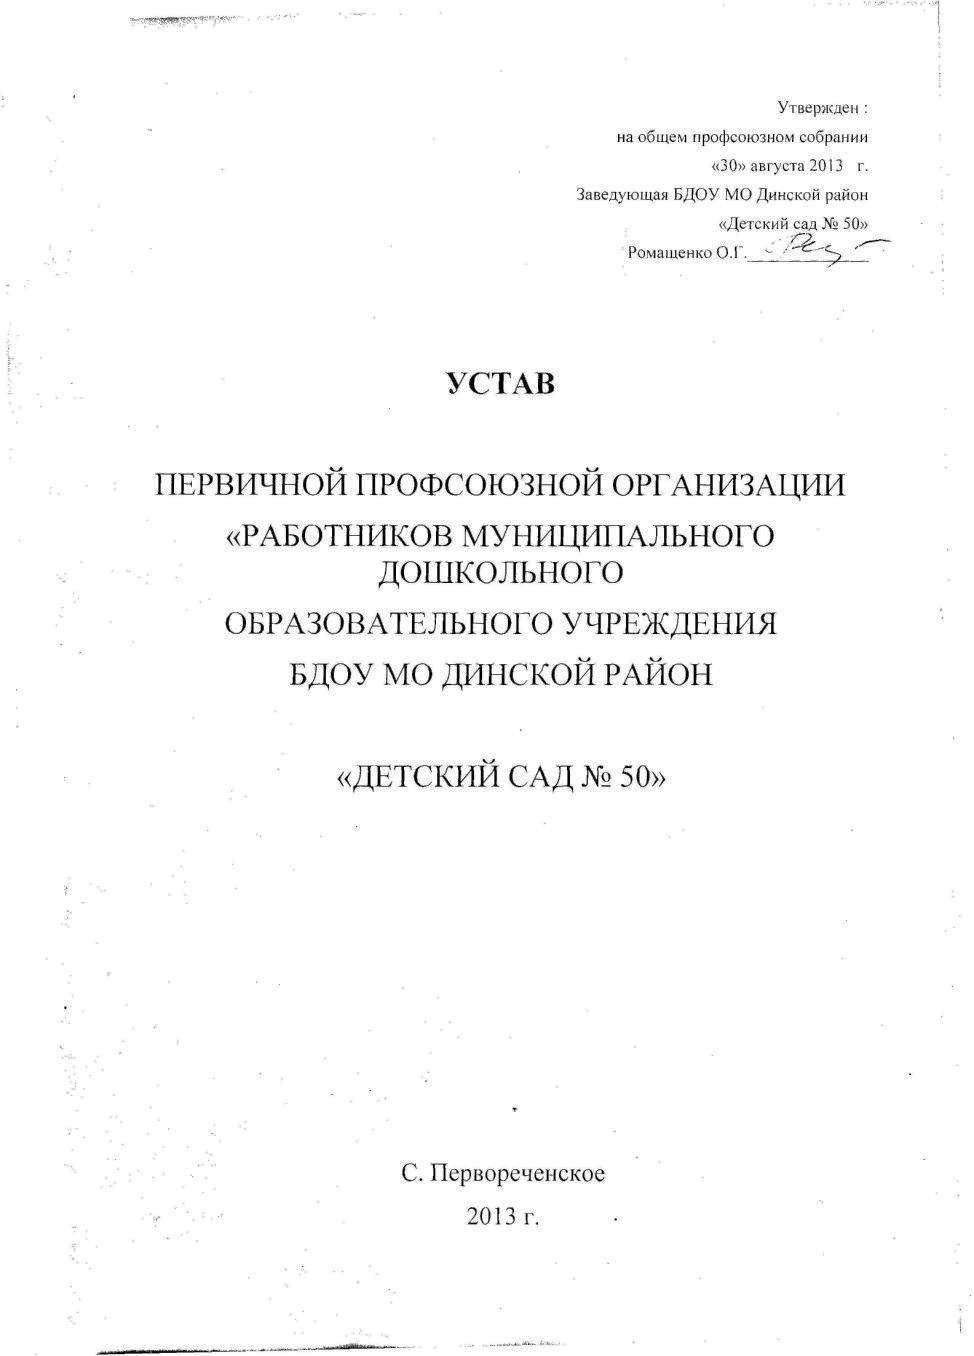 Утвержден :
на общем профсоюзном собрании
«30» августа 2013 г.
Заведующая БДОУ МО Динской район
«Детский сад № 50»
Ромащенко О.Г.
УСТАВ
ПЕРВИЧНОЙ ПРОФСОЮЗНОЙ ОРГАНИЗАЦИИ
«РАБОТНИКОВ МУНИЦИПАЛЬНОГО
ДОШКОЛЬНОГО
ОБРАЗОВАТЕЛЬНОГО УЧРЕЖДЕНИЯ
БДОУ МО ДИНСКОЙ РАЙОН
«ДЕТСКИЙ САД № 50»
С. Первореченское
2013 г.